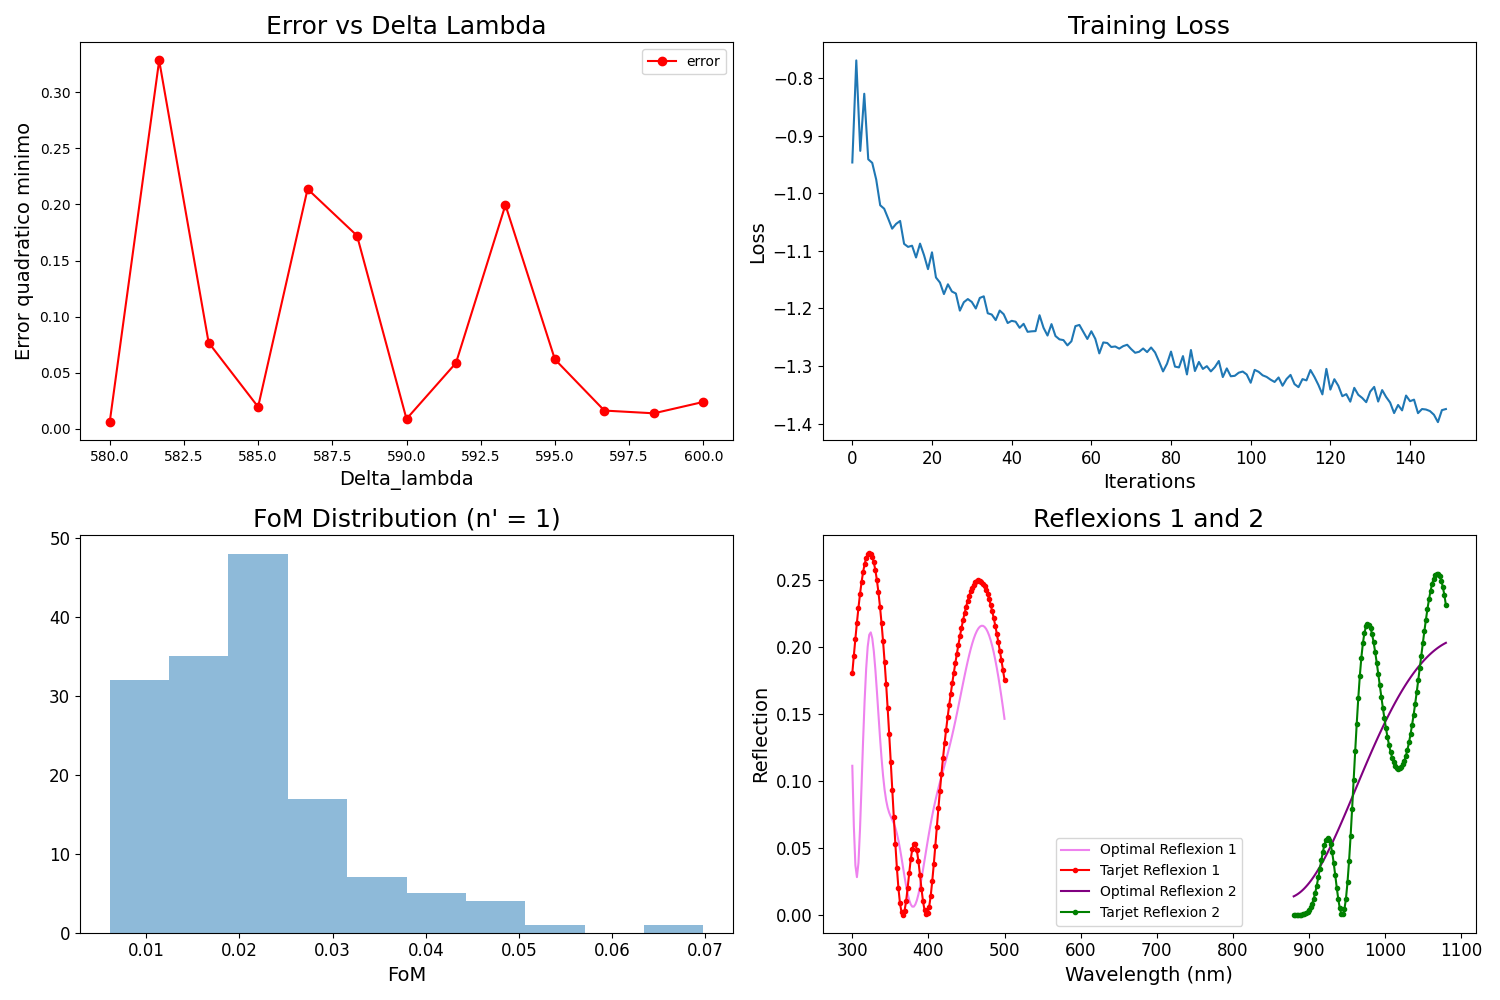 Error vs Delta Lambda
error
Error quadratico minimo
0.30
0.25
0.20
0.15
0.10
0.05
0.00
580.0 582.5 585.0 587.5 590.0 592.5 595.0 597.5 600.0
Delta_lambda
Training Loss
Loss
−0.8
−0.9
−1.0
−1.1
−1.2
−1.3
−1.4
0 20 40 60 80 100 120 140
Iterations
FoM Distribution (n' = 1)
50
40
30
20
10
0
0.01 0.02 0.03 0.04 0.05 0.06 0.07
FoM
Reflexions 1 and 2
Reflection
0.25
0.20
0.15
0.10
0.05
0.00
Optimal Reflexion 1
Tarjet Reflexion 1
Optimal Reflexion 2
Tarjet Reflexion 2
300 400 500 600 700 800 900 1000 1100
Wavelength (nm)